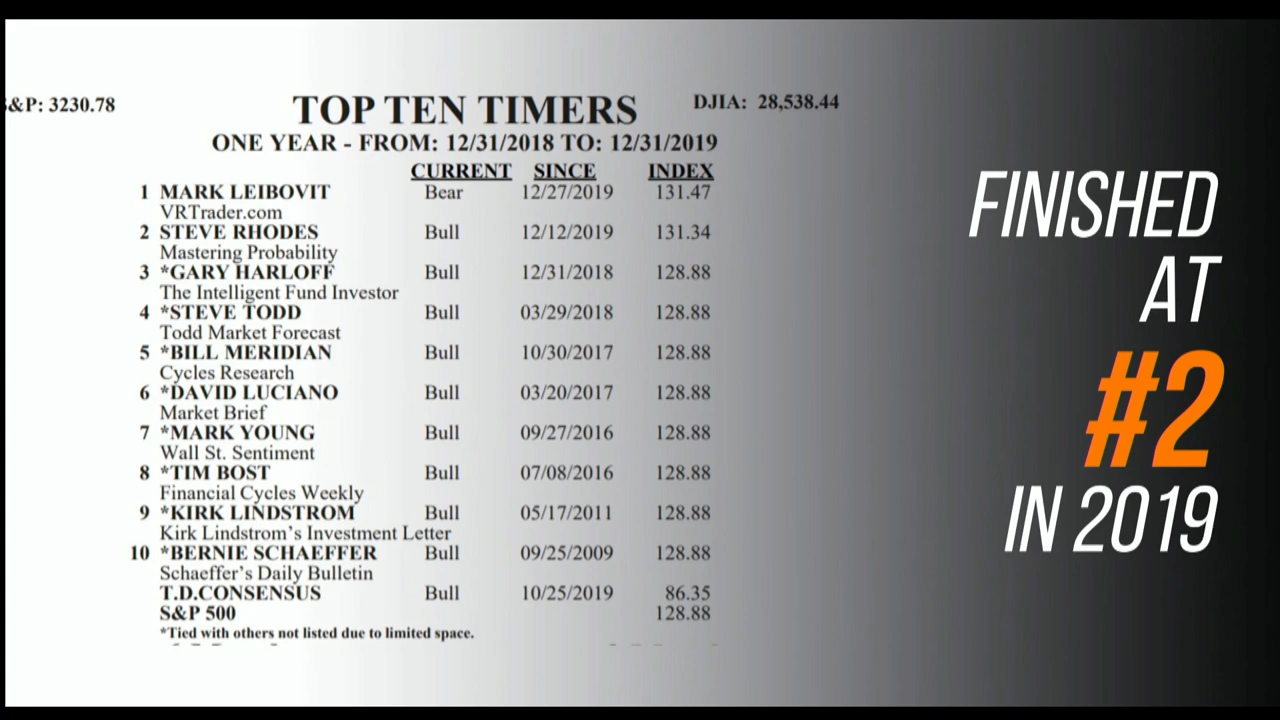 S&P: 3230.78
TOP TEN TIMERS
DJIA: 28,538.44
ONE YEAR - FROM: 12/31/2018 TO: 12/31/2019
CURRENT SINCE INDEX
1 MARK LEIBOVIT Bear 12/27/2019 131.47
VRTrader.com
2 STEVE RHODES Bull 12/12/2019 131.34
Mastering Probability
3 *GARY HARLOFF Bull 12/31/2018 128.88
The Intelligent Fund Investor
4 *STEVE TODD Bull 03/29/2018 128.88
Todd Market Forecast
5 *BILL MERIDIAN Bull 10/30/2017 128.88
Cycles Research
6 *DAVID LUCIANO Bull 03/20/2017 128.88
Market Brief
7 *MARK YOUNG Bull 09/27/2016 128.88
Wall St. Sentiment
8 *TIM BOST Bull 07/08/2016 128.88
Financial Cycles Weekly
9 *KIRK LINDSTROM Bull 05/17/2011 128.88
Kirk Lindstrom's Investment Letter
10 *BERNIE SCHAEFFER Bull 09/25/2009 128.88
Schaeffer's Daily Bulletin
T.D.CONSENSUS Bull 10/25/2019 86.35
S&P 500 128.88
*Tied with others not listed due to limited space.
FINISHED
AT
#2
IN 2019